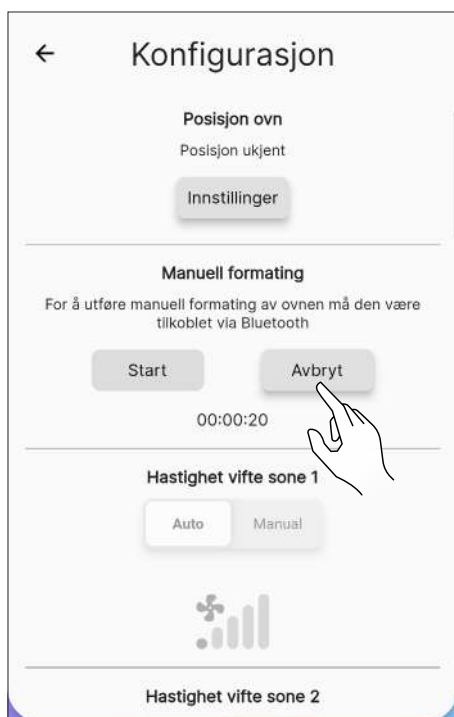 Konfigurasjon
Posisjon ovn
Posisjon ukjent
Innstillinger
Manuell formating
For å utføre manuell formating av ovnen må den være
tilkoblet via Bluetooth
Start Avbryt
00:00:20
Hastighet vifte sone 1
Auto Manual
Hastighet vifte sone 2